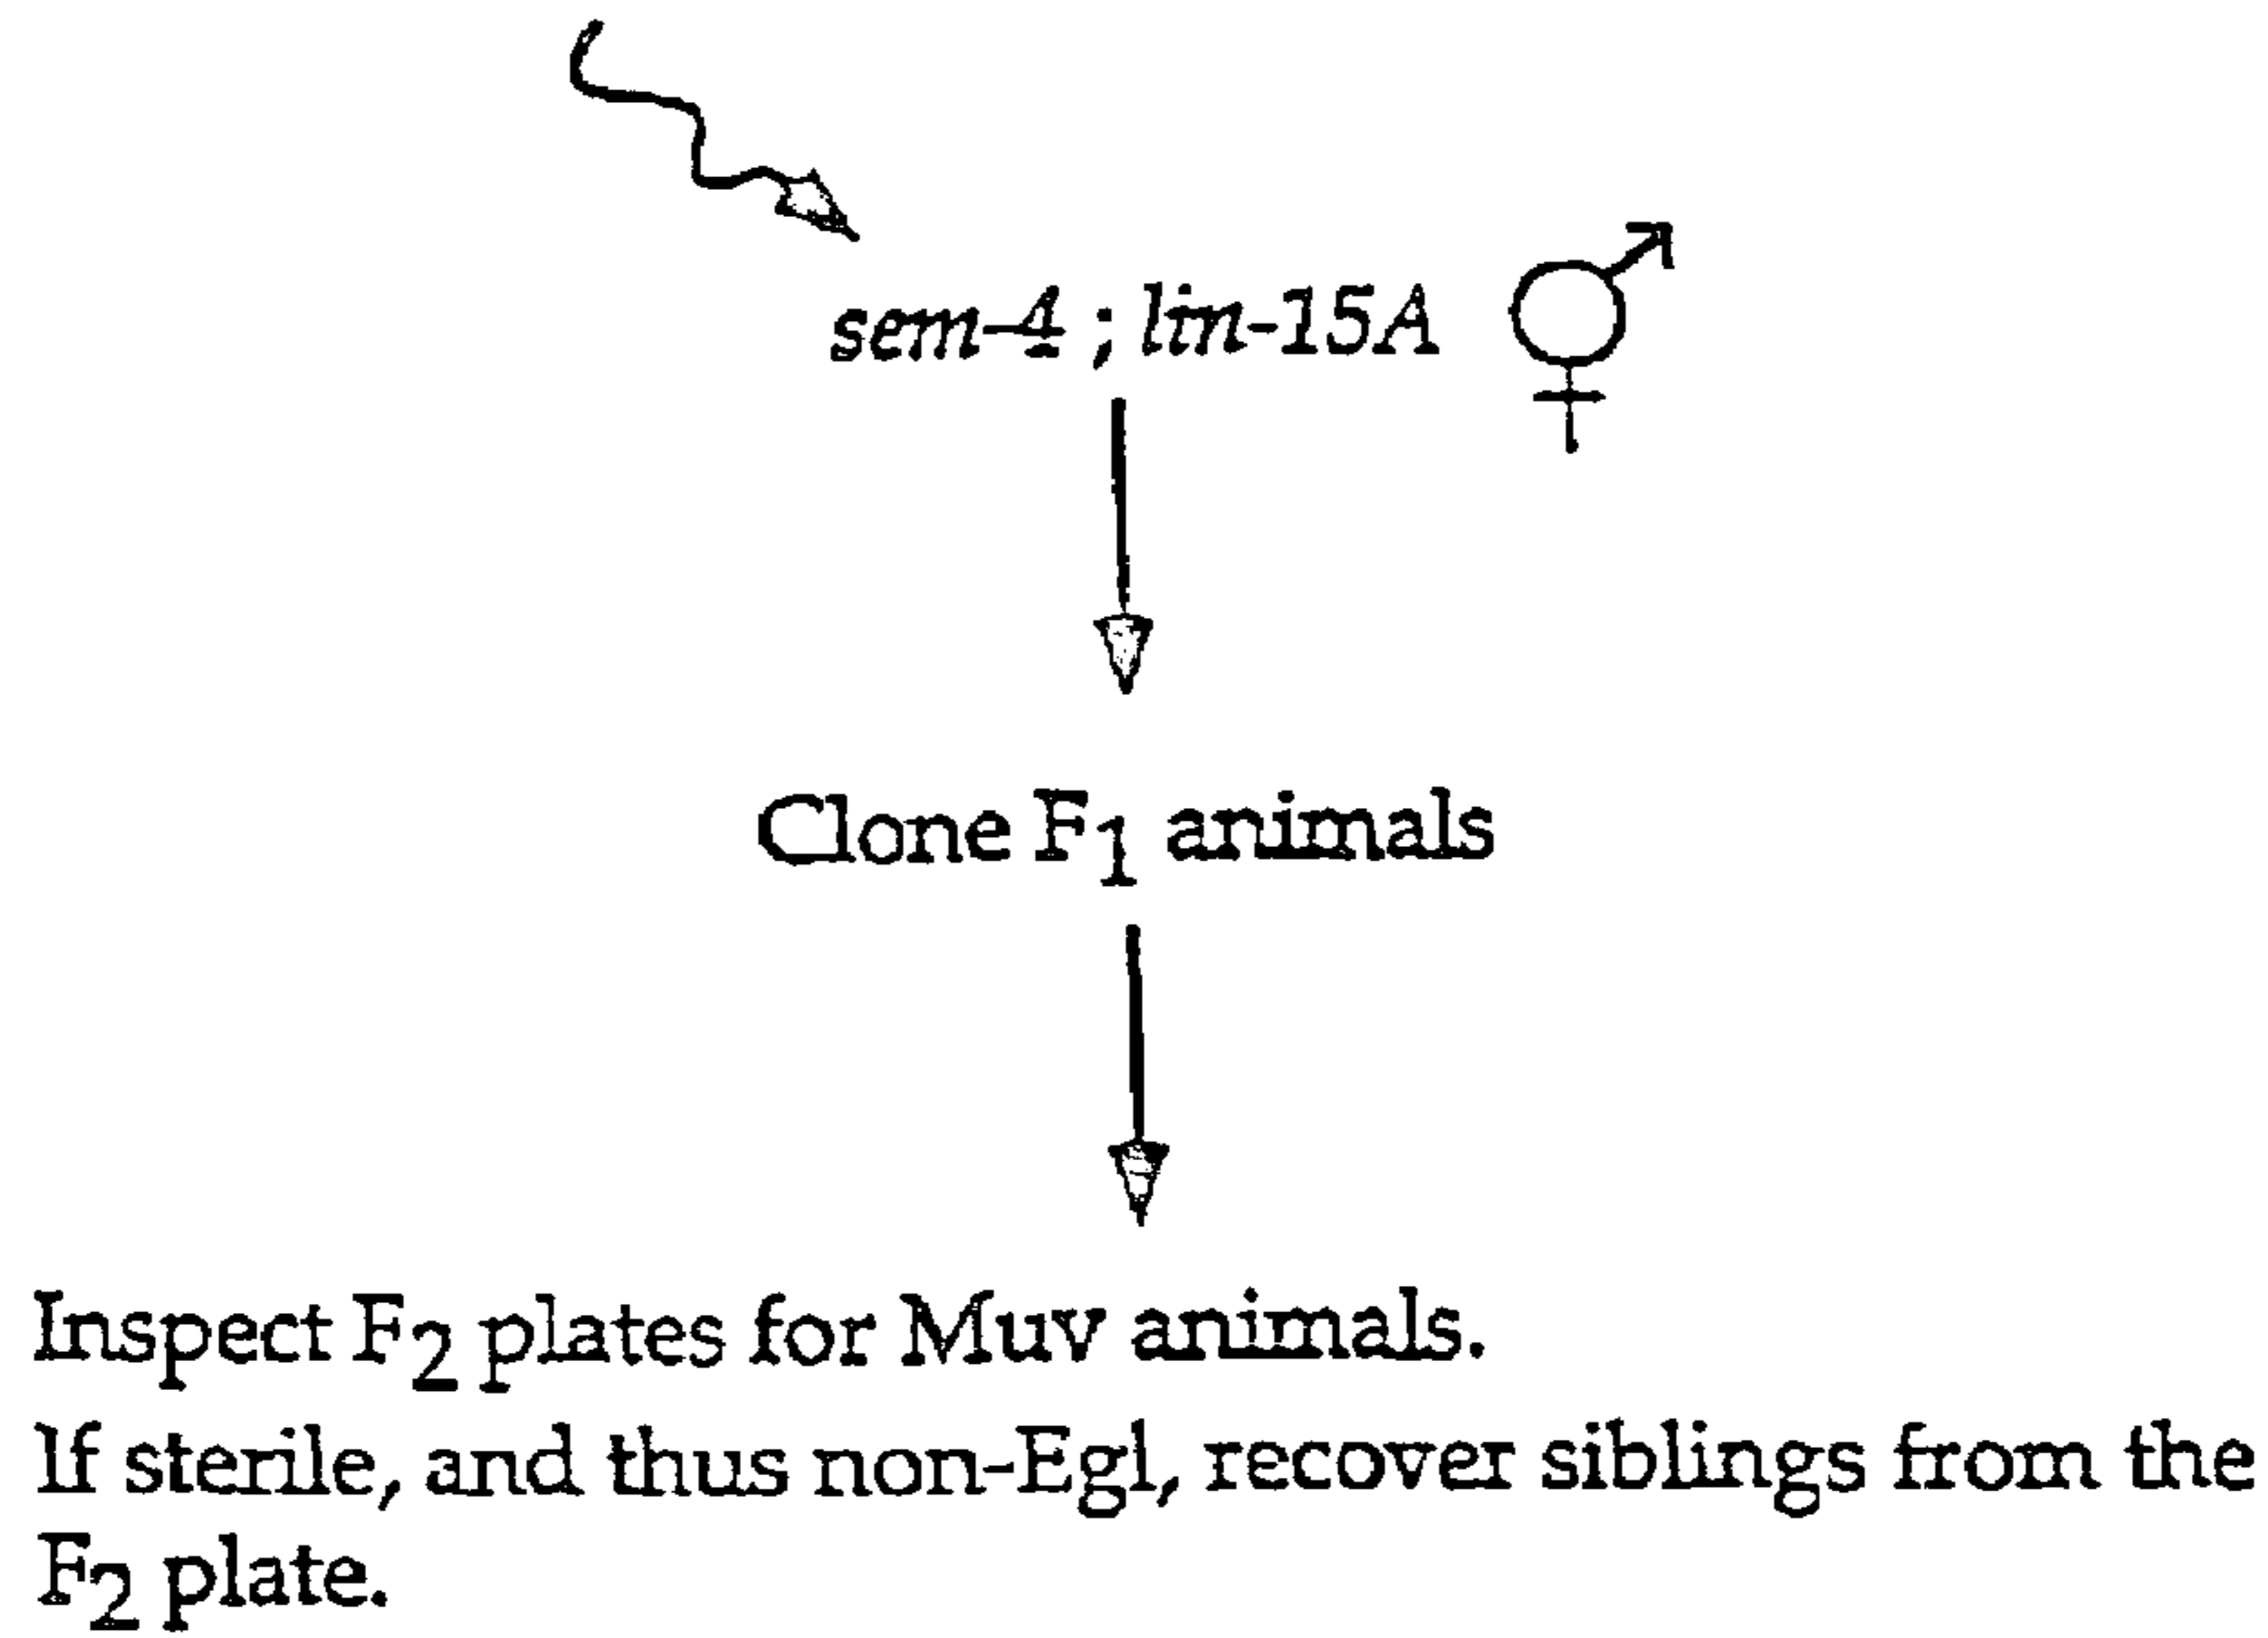 sem-4 ; lin-15A ⚥
Clone F₁ animals
Inspect F₂ plates for Muv animals.
If sterile, and thus non-Egl, recover siblings from the
F₂ plate.